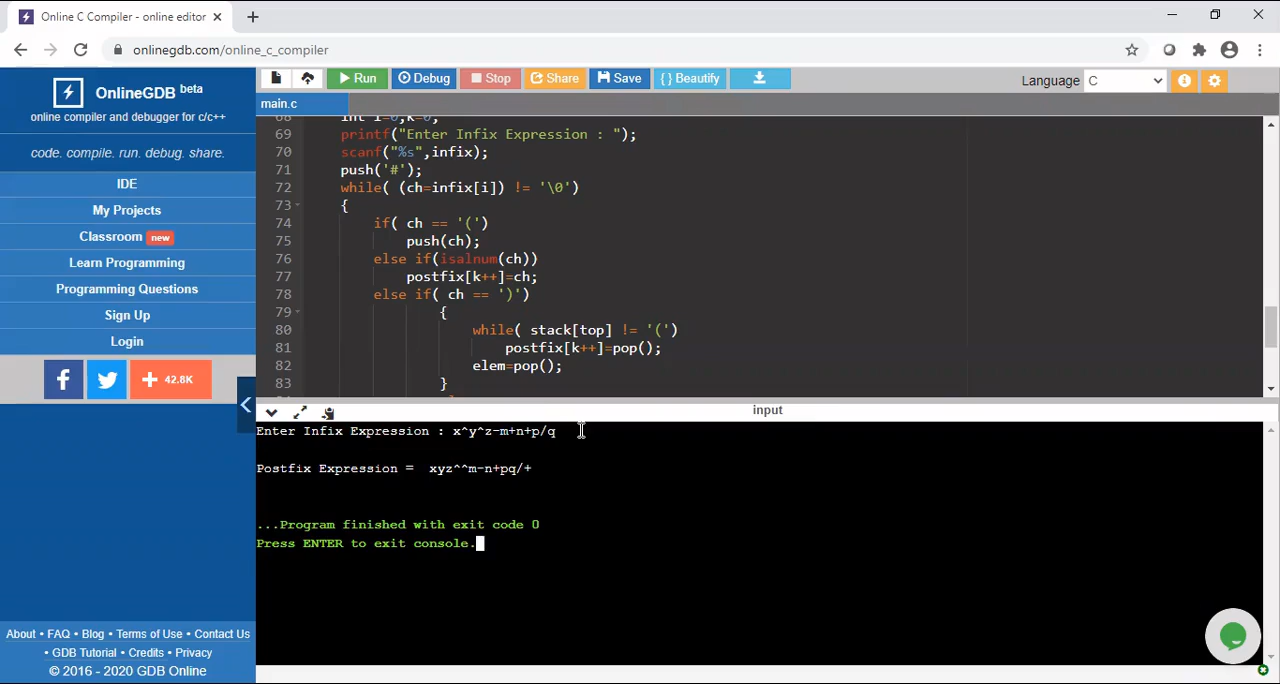 Online C Compiler - online editor
onlinegdb.com/online_c_compiler
OnlineGDB beta
online compiler and debugger for c/c++
code. compile. run. debug. share.
IDE
My Projects
Classroom new
Learn Programming
Programming Questions
Sign Up
Login
42.8K
About • FAQ • Blog • Terms of Use • Contact Us
• GDB Tutorial • Credits • Privacy
© 2016 - 2020 GDB Online
Run Debug Stop Share Save { } Beautify
Language C
main.c
68 int i=0,k=0;
69 printf("Enter Infix Expression : ");
70 scanf("%s",infix);
71 push('#');
72 while( (ch=infix[i]) != '\0')
73 {
74 if( ch == '(')
75 push(ch);
76 else if(isalnum(ch))
77 postfix[k++]=ch;
78 else if( ch == ')')
79 {
80 while( stack[top] != '(')
81 postfix[k++]=pop();
82 elem=pop();
83 }
input
Enter Infix Expression : x^y^z-m+n+p/q
Postfix Expression = xyz^^m-n+pq/+
...Program finished with exit code 0
Press ENTER to exit console.